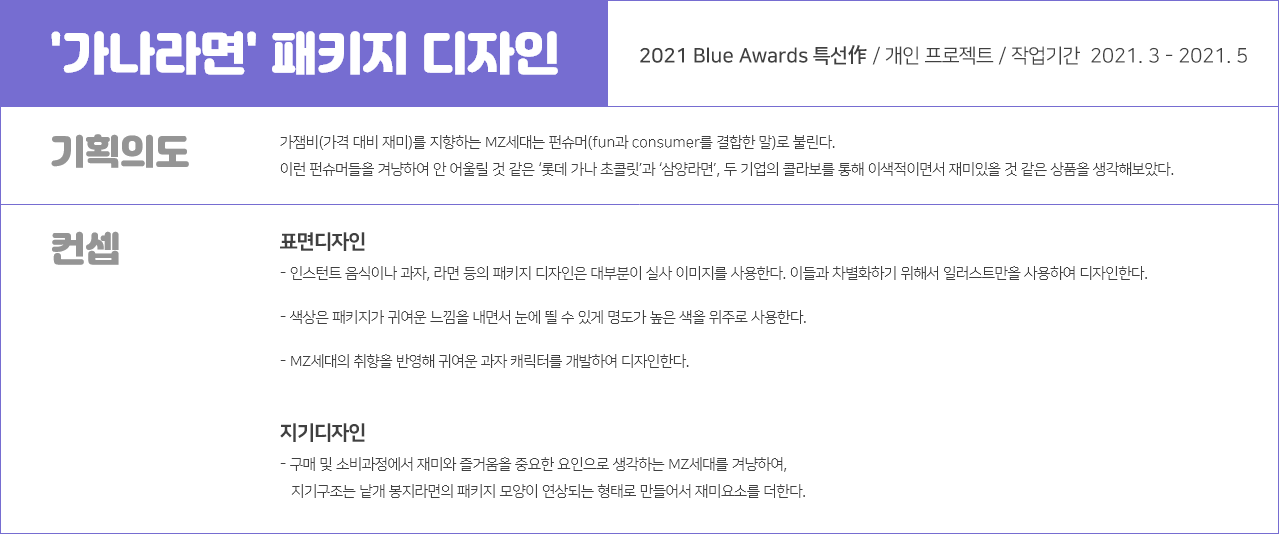 '가나라면' 패키지 디자인
2021 Blue Awards 특선作 / 개인 프로젝트 / 작업기간 2021. 3 - 2021. 5
기획의도
가잼비(가격 대비 재미)를 지향하는 MZ세대는 펀슈머(fun과 consumer를 결합한 말)로 불린다.
이런 펀슈머들을 겨냥하여 안 어울릴 것 같은 ‘롯데 가나 초콜릿’과 ‘삼양라면’, 두 기업의 콜라보를 통해 이색적이면서 재미있을 것 같은 상품을 생각해보았다.
컨셉
표면디자인
- 인스턴트 음식이나 과자, 라면 등의 패키지 디자인은 대부분이 실사 이미지를 사용한다. 이들과 차별화하기 위해서 일러스트만을 사용하여 디자인한다.
- 색상은 패키지가 귀여운 느낌을 내면서 눈에 띌 수 있게 명도가 높은 색을 위주로 사용한다.
- MZ세대의 취향을 반영해 귀여운 과자 캐릭터를 개발하여 디자인한다.
지기디자인
- 구매 및 소비과정에서 재미와 즐거움을 중요한 요인으로 생각하는 MZ세대를 겨냥하여,
지기구조는 낱개 봉지라면의 패키지 모양이 연상되는 형태로 만들어서 재미요소를 더한다.